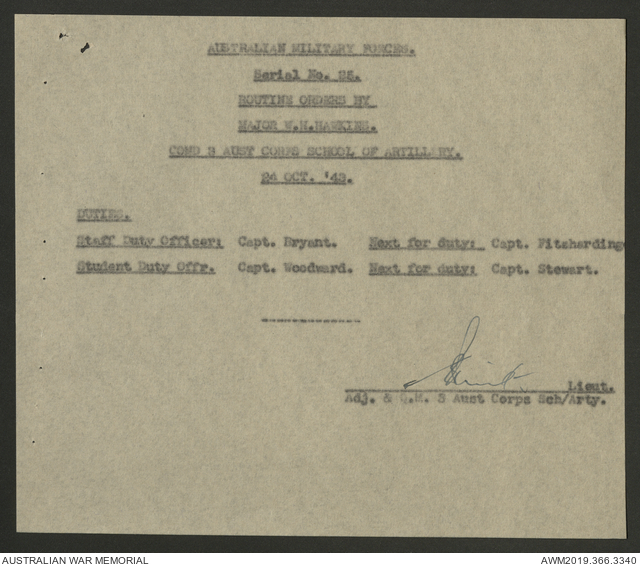 AUSTRALIAN MILITARY FORCES.
Serial No. 25.
ROUTINE ORDERS BY
MAJOR W.H.HAWKINS.
COMD 3 AUST CORPS SCHOOL OF ARTILLERY.
24 OCT. '43.
DUTIES.
Staff Duty Officer: Capt. Bryant. Next for duty: Capt. Fitzharding
Student Duty Offr. Capt. Woodward. Next for duty: Capt. Stewart.
Lieut.
Adj. & Q.M. 3 Aust Corps Sch/Arty.
AUSTRALIAN WAR MEMORIAL
AWM2019.366.3340